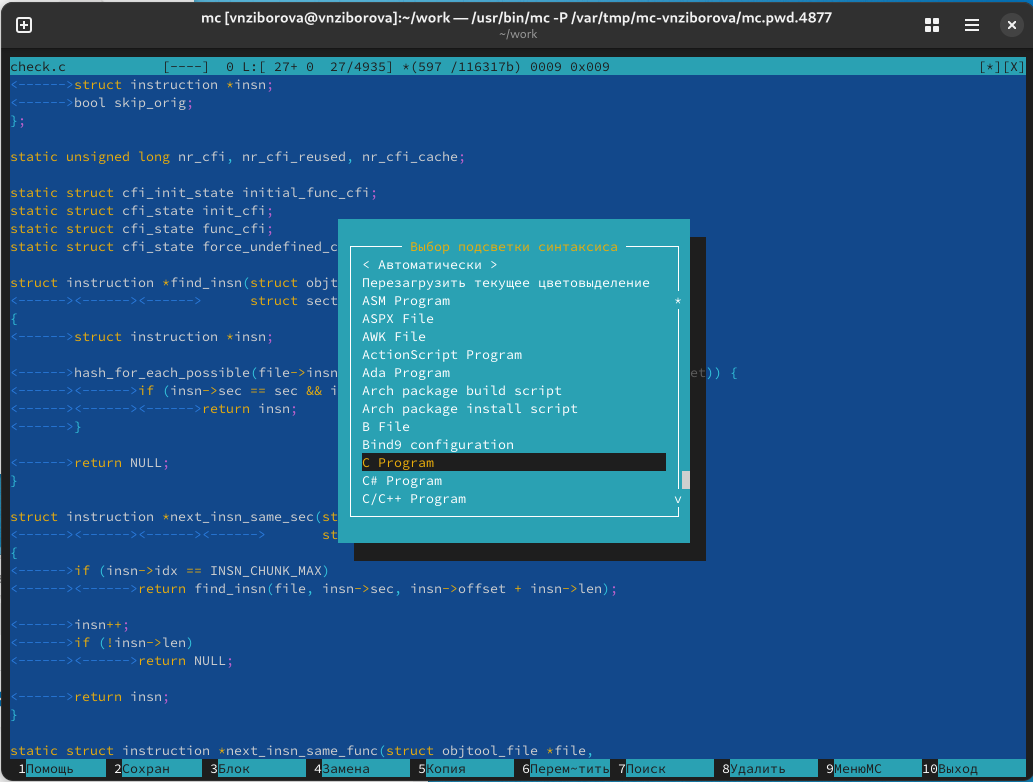 mc [vnziborova@vnziborova]:~/work — /usr/bin/mc -P /var/tmp/mc-vnziborova/mc.pwd.4877
~/work
check.c [----] 0 L:[ 27+ 0 27/4935] *(597 /116317b) 0009 0x009 [*][X]
<------>struct instruction *insn;
<------>bool skip_orig;
};
static unsigned long nr_cfi, nr_cfi_reused, nr_cfi_cache;
static struct cfi_init_state initial_func_cfi;
static struct cfi_state init_cfi;
static struct cfi_state func_cfi;
static struct cfi_state force_undefined_c
struct instruction *find_insn(struct objt
<------><------><------> struct sect
{
<------>struct instruction *insn;
<------>hash_for_each_possible(file->insn et)) {
<------><------>if (insn->sec == sec && i
<------><------><------>return insn;
<------>}
<------>return NULL;
}
struct instruction *next_insn_same_sec(st
<------><------><------><------> st
{
<------>if (insn->idx == INSN_CHUNK_MAX)
<------><------>return find_insn(file, insn->sec, insn->offset + insn->len);
<------>insn++;
<------>if (!insn->len)
<------><------>return NULL;
<------>return insn;
}
static struct instruction *next_insn_same_func(struct objtool_file *file,
Выбор подсветки синтаксиса
< Автоматически >
Перезагрузить текущее цветовыделение
ASM Program *
ASPX File
AWK File
ActionScript Program
Ada Program
Arch package build script
Arch package install script
B File
Bind9 configuration
C Program
C# Program
C/C++ Program v
1Помощь 2Сохран 3Блок 4Замена 5Копия 6Перем~тить 7Поиск 8Удалить 9МенюMC 10Выход